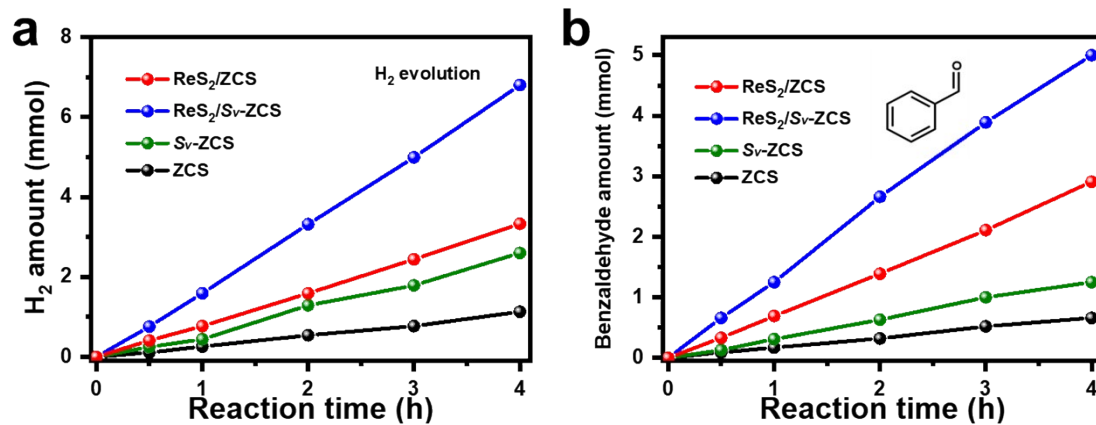 a
H₂ amount (mmol)
8
6
4
2
0
ReS₂/ZCS
ReS₂/Sv-ZCS
Sv-ZCS
ZCS
H₂ evolution
0 1 2 3 4
Reaction time (h)
b
Benzaldehyde amount (mmol)
5
4
3
2
1
0
ReS₂/ZCS
ReS₂/Sv-ZCS
Sv-ZCS
ZCS
O
0 1 2 3 4
Reaction time (h)